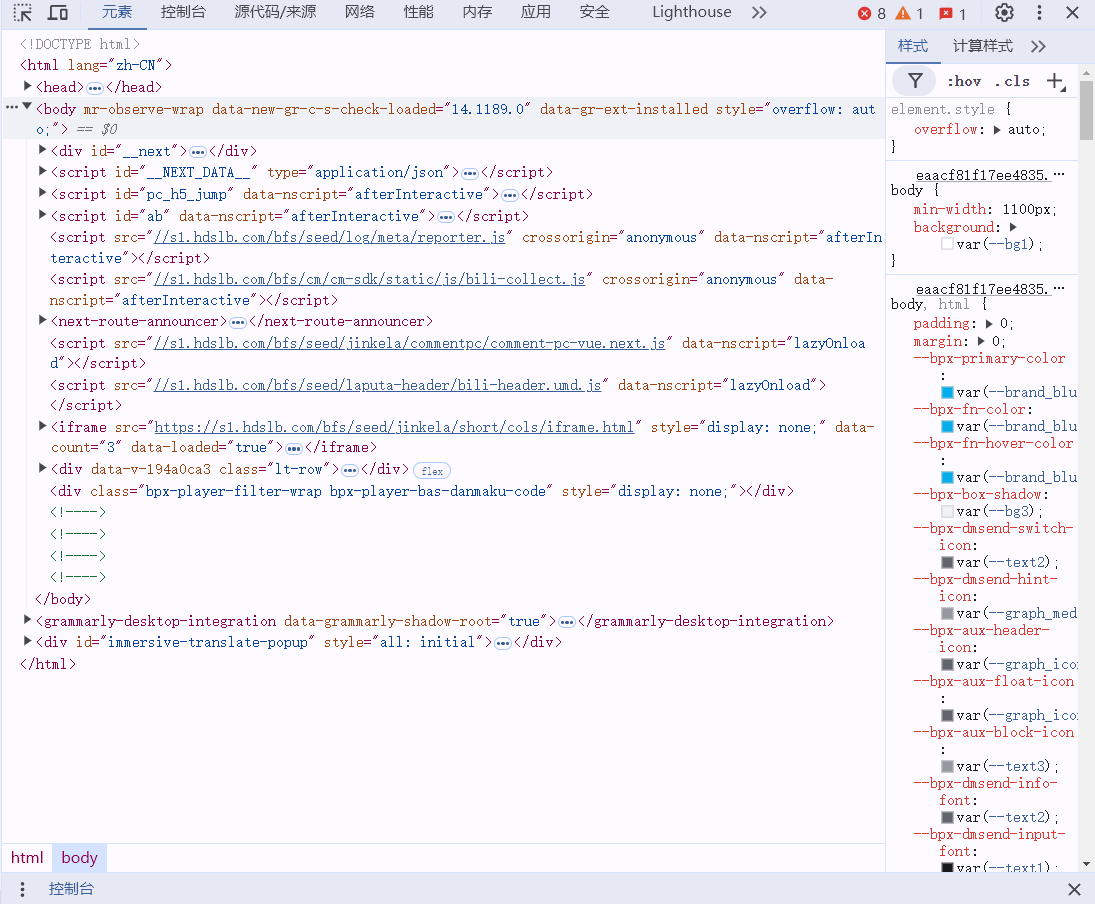 元素 控制台 源代码/来源 网络 性能 内存 应用 安全 Lighthouse 8 1 1
<!DOCTYPE html>
<html lang="zh-CN">
<head> </head>
<body mr-observe-wrap data-new-gr-c-s-check-loaded="14.1189.0" data-gr-ext-installed style="overflow: aut
o;"> == $0
<div id="__next"> </div>
<script id="__NEXT_DATA__" type="application/json"> </script>
<script id="pc_h5_jump" data-nscript="afterInteractive"> </script>
<script id="ab" data-nscript="afterInteractive"> </script>
<script src="//s1.hdslb.com/bfs/seed/log/meta/reporter.js" crossorigin="anonymous" data-nscript="afterIn
teractive"></script>
<script src="//s1.hdslb.com/bfs/cm/cm-sdk/static/js/bili-collect.js" crossorigin="anonymous" data-
nscript="afterInteractive"></script>
<next-route-announcer> </next-route-announcer>
<script src="//s1.hdslb.com/bfs/seed/jinkela/commentpc/comment-pc-vue.next.js" data-nscript="lazyOnloa
d"></script>
<script src="//s1.hdslb.com/bfs/seed/laputa-header/bili-header.umd.js" data-nscript="lazyOnload">
</script>
<iframe src="https://s1.hdslb.com/bfs/seed/jinkela/short/cols/iframe.html" style="display: none;" data-
count="3" data-loaded="true"> </iframe>
<div data-v-194a0ca3 class="lt-row"> </div> flex
<div class="bpx-player-filter-wrap bpx-player-bas-danmaku-code" style="display: none;"></div>
<!---->
<!---->
<!---->
<!---->
</body>
<grammarly-desktop-integration data-grammarly-shadow-root="true"> </grammarly-desktop-integration>
<div id="immersive-translate-popup" style="all: initial"> </div>
</html>
html body
控制台
样式 计算样式
:hov .cls
element.style {
overflow: auto;
}
eaacf81f17ee4835.…
body {
min-width: 1100px;
background:
var(--bg1);
}
eaacf81f17ee4835.…
body, html {
padding: 0;
margin: 0;
--bpx-primary-color
:
var(--brand_blu
--bpx-fn-color:
var(--brand_blu
--bpx-fn-hover-color
:
var(--brand_blu
--bpx-box-shadow:
var(--bg3);
--bpx-dmsend-switch-
icon:
var(--text2);
--bpx-dmsend-hint-
icon:
var(--graph_med
--bpx-aux-header-
icon:
var(--graph_ico
--bpx-aux-float-icon
:
var(--graph_ico
--bpx-aux-block-icon
:
var(--text3);
--bpx-dmsend-info-
font:
var(--text2);
--bpx-dmsend-input-
font:
var(--text1);